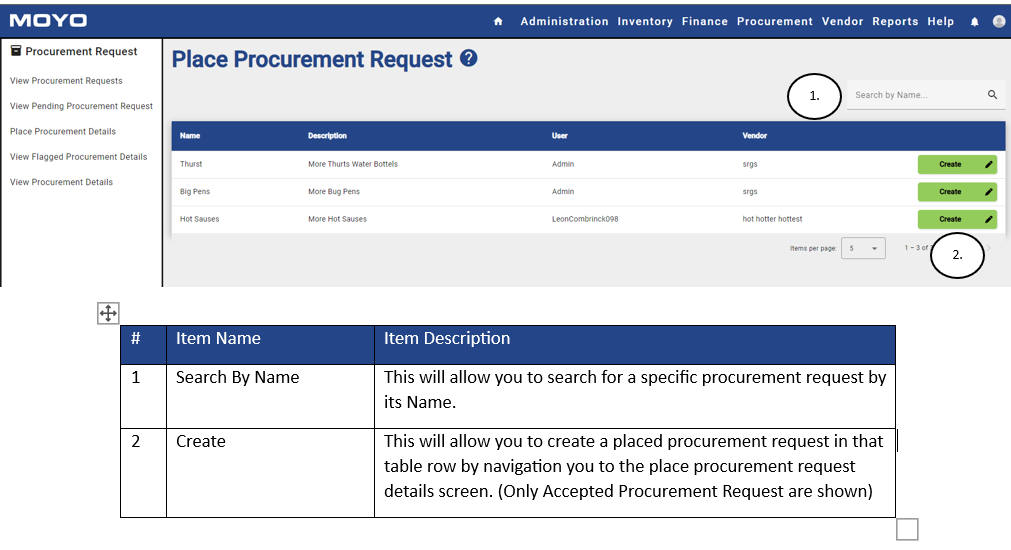 MOYO
Administration Inventory Finance Procurement Vendor Reports Help
Procurement Request
View Procurement Requests
View Pending Procurement Request
Place Procurement Details
View Flagged Procurement Details
View Procurement Details
Place Procurement Request ?
1.
Search by Name...
Name Description User Vendor
Thurst More Thurts Water Bottels Admin srgs Create
Big Pens More Bug Pens Admin srgs Create
Hot Sauses More Hot Sauses LeonCombrinck098 hot hotter hottest Create
Items per page: 5 1 – 3 of
2.
# Item Name Item Description
1 Search By Name This will allow you to search for a specific procurement request by
its Name.
2 Create This will allow you to create a placed procurement request in that
table row by navigation you to the place procurement request
details screen. (Only Accepted Procurement Request are shown)